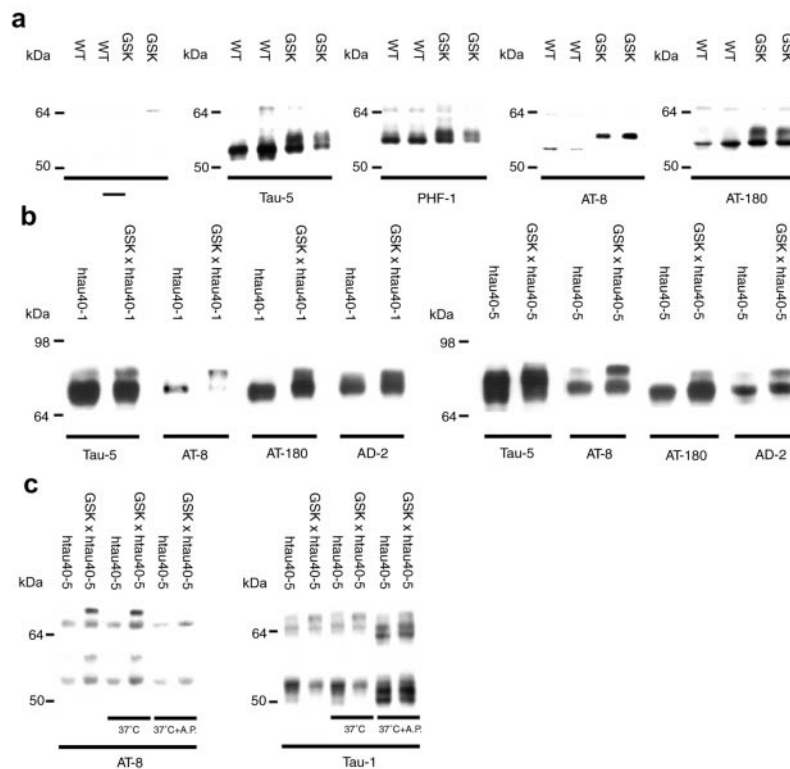 a
kDa WT WT GSK GSK kDa WT WT GSK GSK kDa WT WT GSK GSK kDa WT WT GSK GSK kDa WT WT GSK GSK
64 64 64 64 64
50 50 50 50 50
Tau-5 PHF-1 AT-8 AT-180
b
htau40-1 GSK x htau40-1 htau40-1 GSK x htau40-1 htau40-1 GSK x htau40-1 htau40-1 GSK x htau40-1 htau40-5 GSK x htau40-5 htau40-5 GSK x htau40-5 htau40-5 GSK x htau40-5 htau40-5 GSK x htau40-5
kDa kDa
98 98
64 64
Tau-5 AT-8 AT-180 AD-2 Tau-5 AT-8 AT-180 AD-2
c
htau40-5 GSK x htau40-5 htau40-5 GSK x htau40-5 htau40-5 GSK x htau40-5 htau40-5 GSK x htau40-5 htau40-5 GSK x htau40-5 htau40-5 GSK x htau40-5
kDa kDa
64 64
50 50
37°C 37°C+A.P. 37°C 37°C+A.P.
AT-8 Tau-1